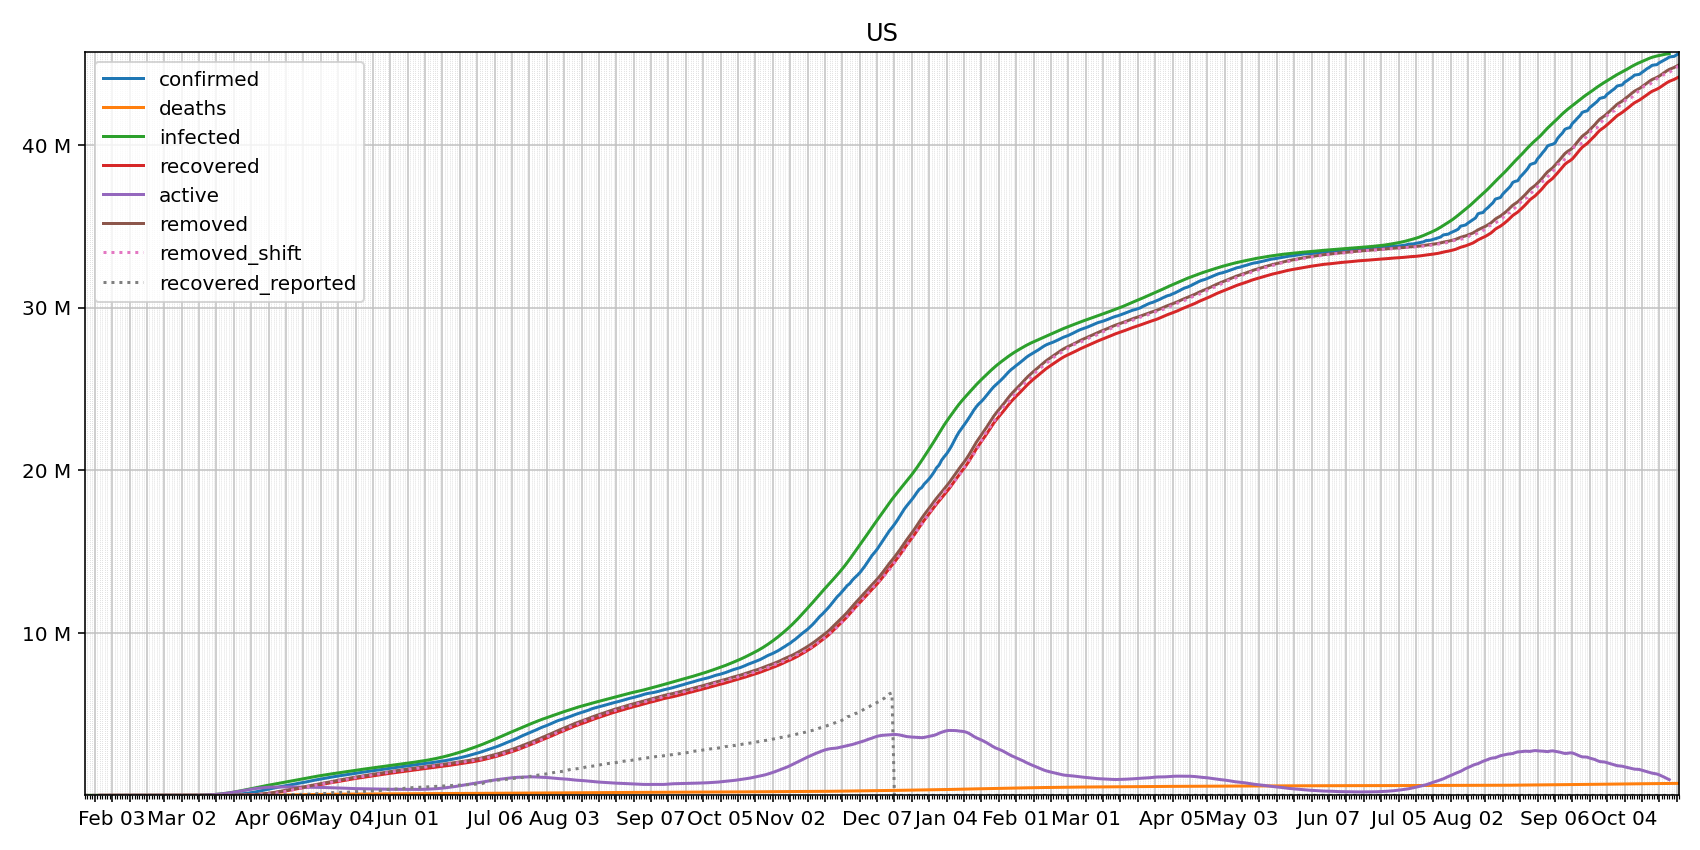 US
confirmed
deaths
infected
recovered
active
removed
removed_shift
recovered_reported
40 M
30 M
20 M
10 M
Feb 03 Mar 02 Apr 06 May 04 Jun 01 Jul 06 Aug 03 Sep 07 Oct 05 Nov 02 Dec 07 Jan 04 Feb 01 Mar 01 Apr 05 May 03 Jun 07 Jul 05 Aug 02 Sep 06 Oct 04